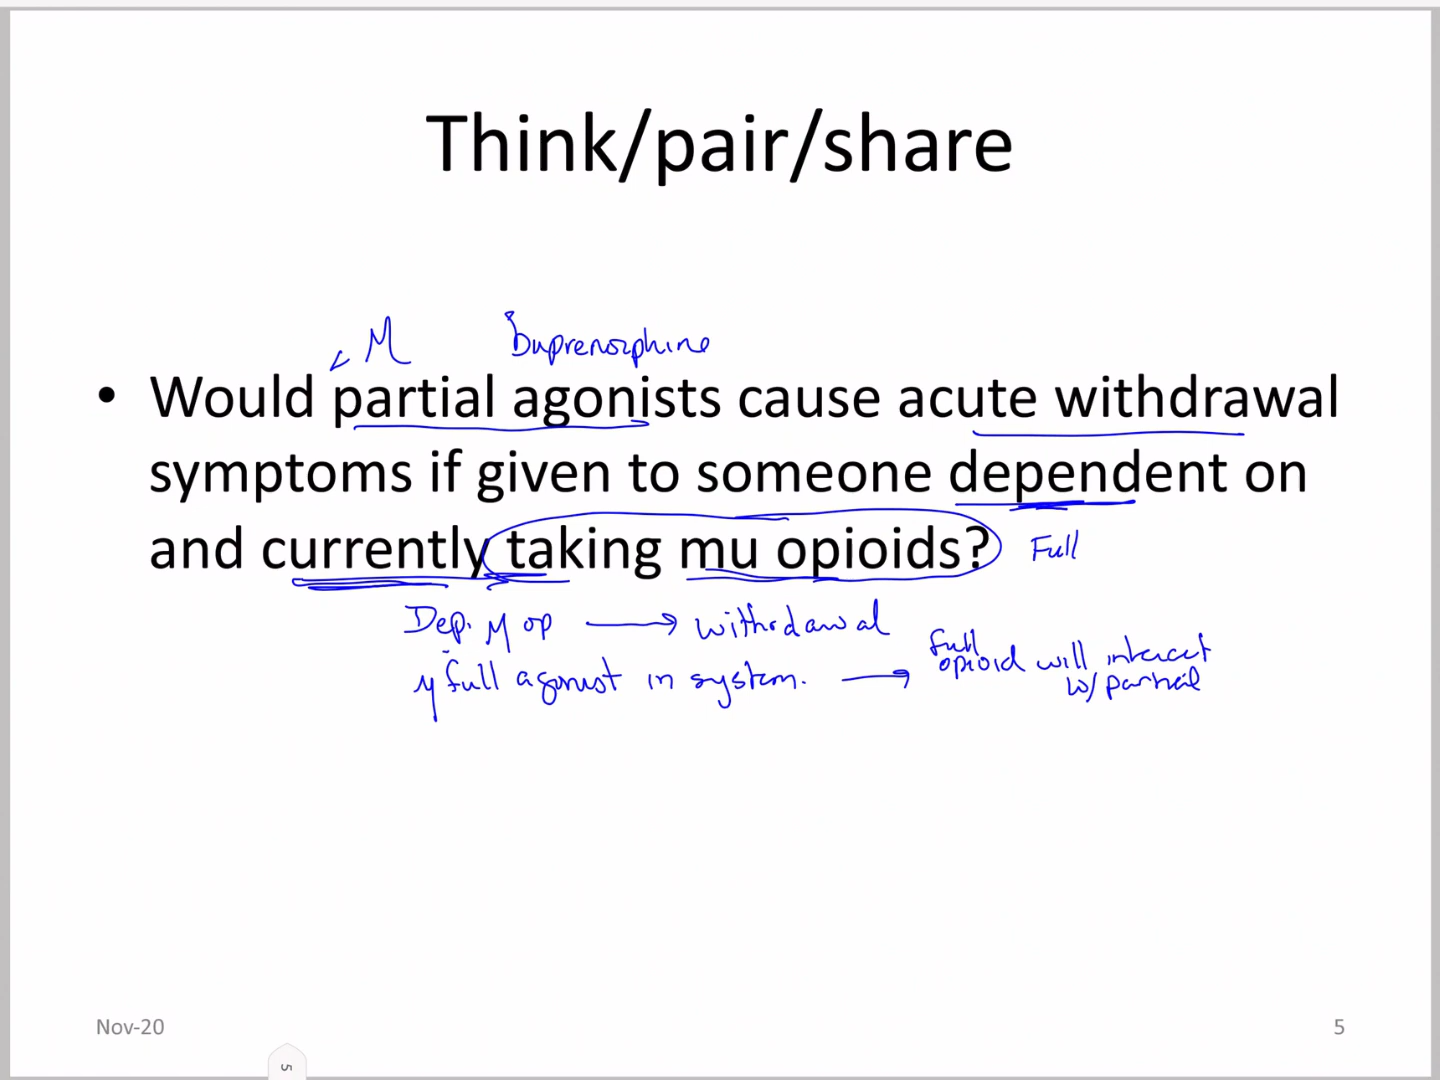 Think/pair/share
M Buprenorphine
• Would partial agonists cause acute withdrawal
symptoms if given to someone dependent on
and currently taking mu opioids? Full
Dep. M op → withdrawal
full agonist in system. → full opioid will interact w/ partial
Nov-20
5
5